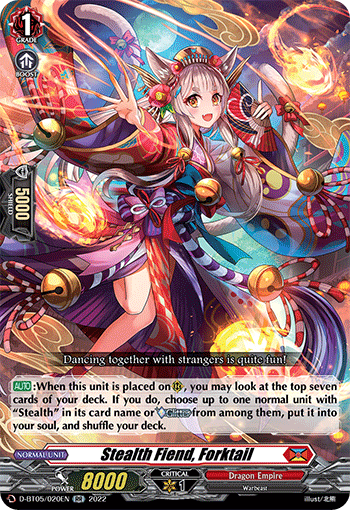 1
GRADE
BOOST
5000
SHIELD
Dancing together with strangers is quite fun!
AUTO:When this unit is placed on, you may look at the top seven
cards of your deck. If you do, choose up to one normal unit with
"Stealth" in its card name or from among them, put it into
your soul, and shuffle your deck.
NORMAL UNIT
Stealth Fiend, Forktail
POWER 8000
CRITICAL
1
Dragon Empire
Warbeast
D-BT05/020EN RR 2022
illust/北熊